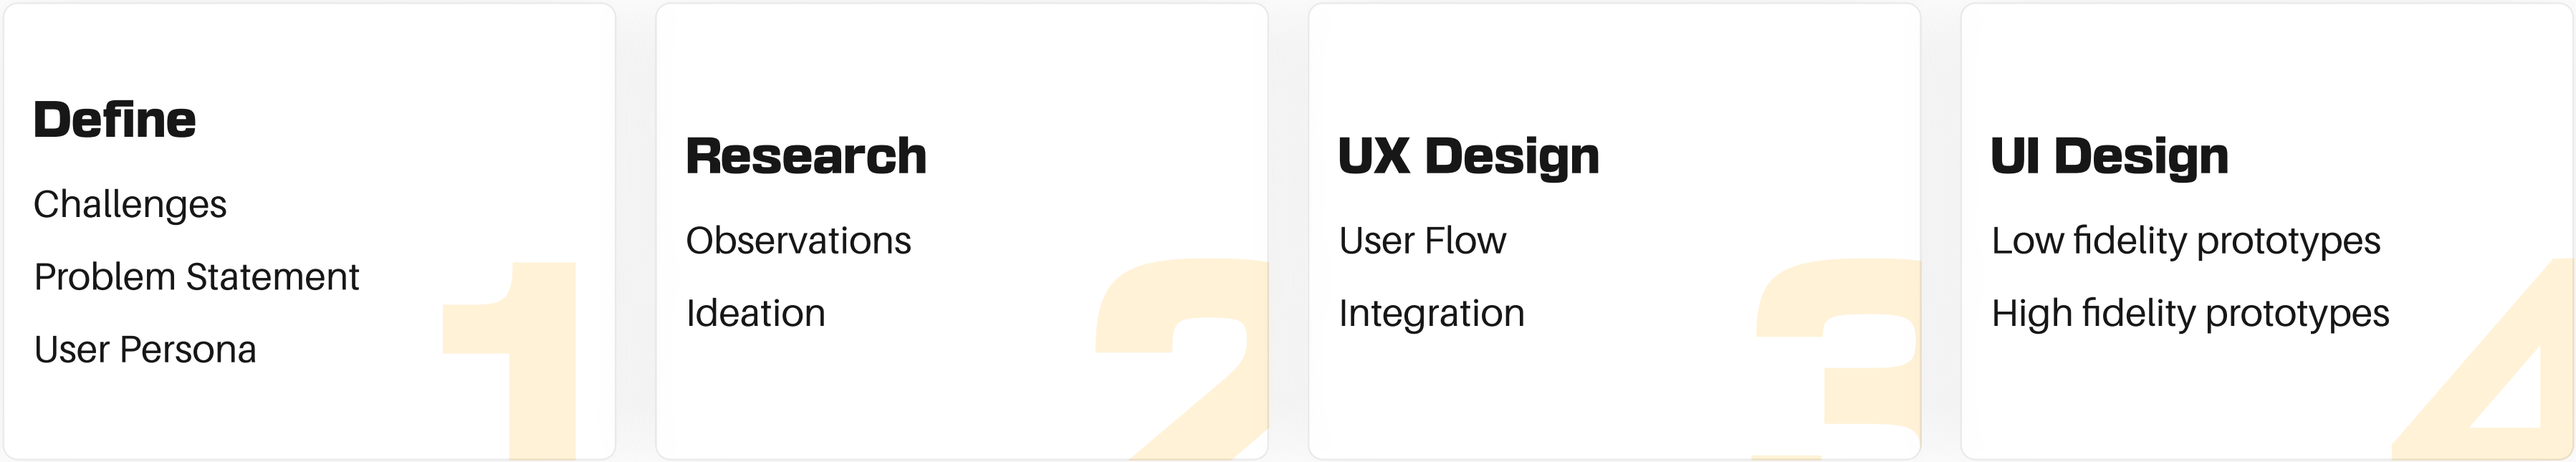 Define
Challenges
Problem Statement
User Persona
1
Research
Observations
Ideation
2
UX Design
User Flow
Integration
3
UI Design
Low fidelity prototypes
High fidelity prototypes
4